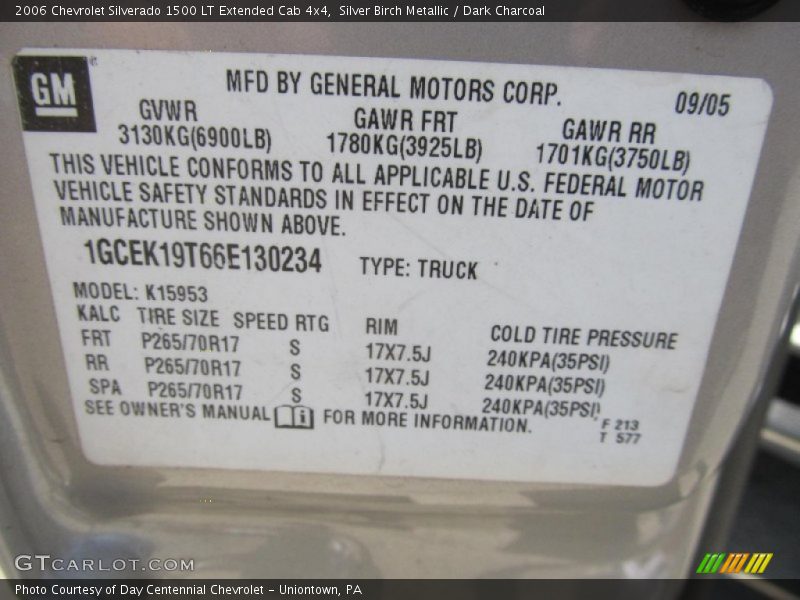 2006 Chevrolet Silverado 1500 LT Extended Cab 4x4, Silver Birch Metallic / Dark Charcoal
GM
MFD BY GENERAL MOTORS CORP. 09/05
GVWR GAWR FRT GAWR RR
3130KG(6900LB) 1780KG(3925LB) 1701KG(3750LB)
THIS VEHICLE CONFORMS TO ALL APPLICABLE U.S. FEDERAL MOTOR
VEHICLE SAFETY STANDARDS IN EFFECT ON THE DATE OF
MANUFACTURE SHOWN ABOVE.
1GCEK19T66E130234 TYPE: TRUCK
MODEL: K15953
KALC TIRE SIZE SPEED RTG RIM COLD TIRE PRESSURE
FRT P265/70R17 S 17X7.5J 240KPA(35PSI)
RR P265/70R17 S 17X7.5J 240KPA(35PSI)
SPA P265/70R17 S 17X7.5J 240KPA(35PSI)
SEE OWNER'S MANUAL i FOR MORE INFORMATION.
F 213
T 577
GTCARLOT.COM
Photo Courtesy of Day Centennial Chevrolet - Uniontown, PA